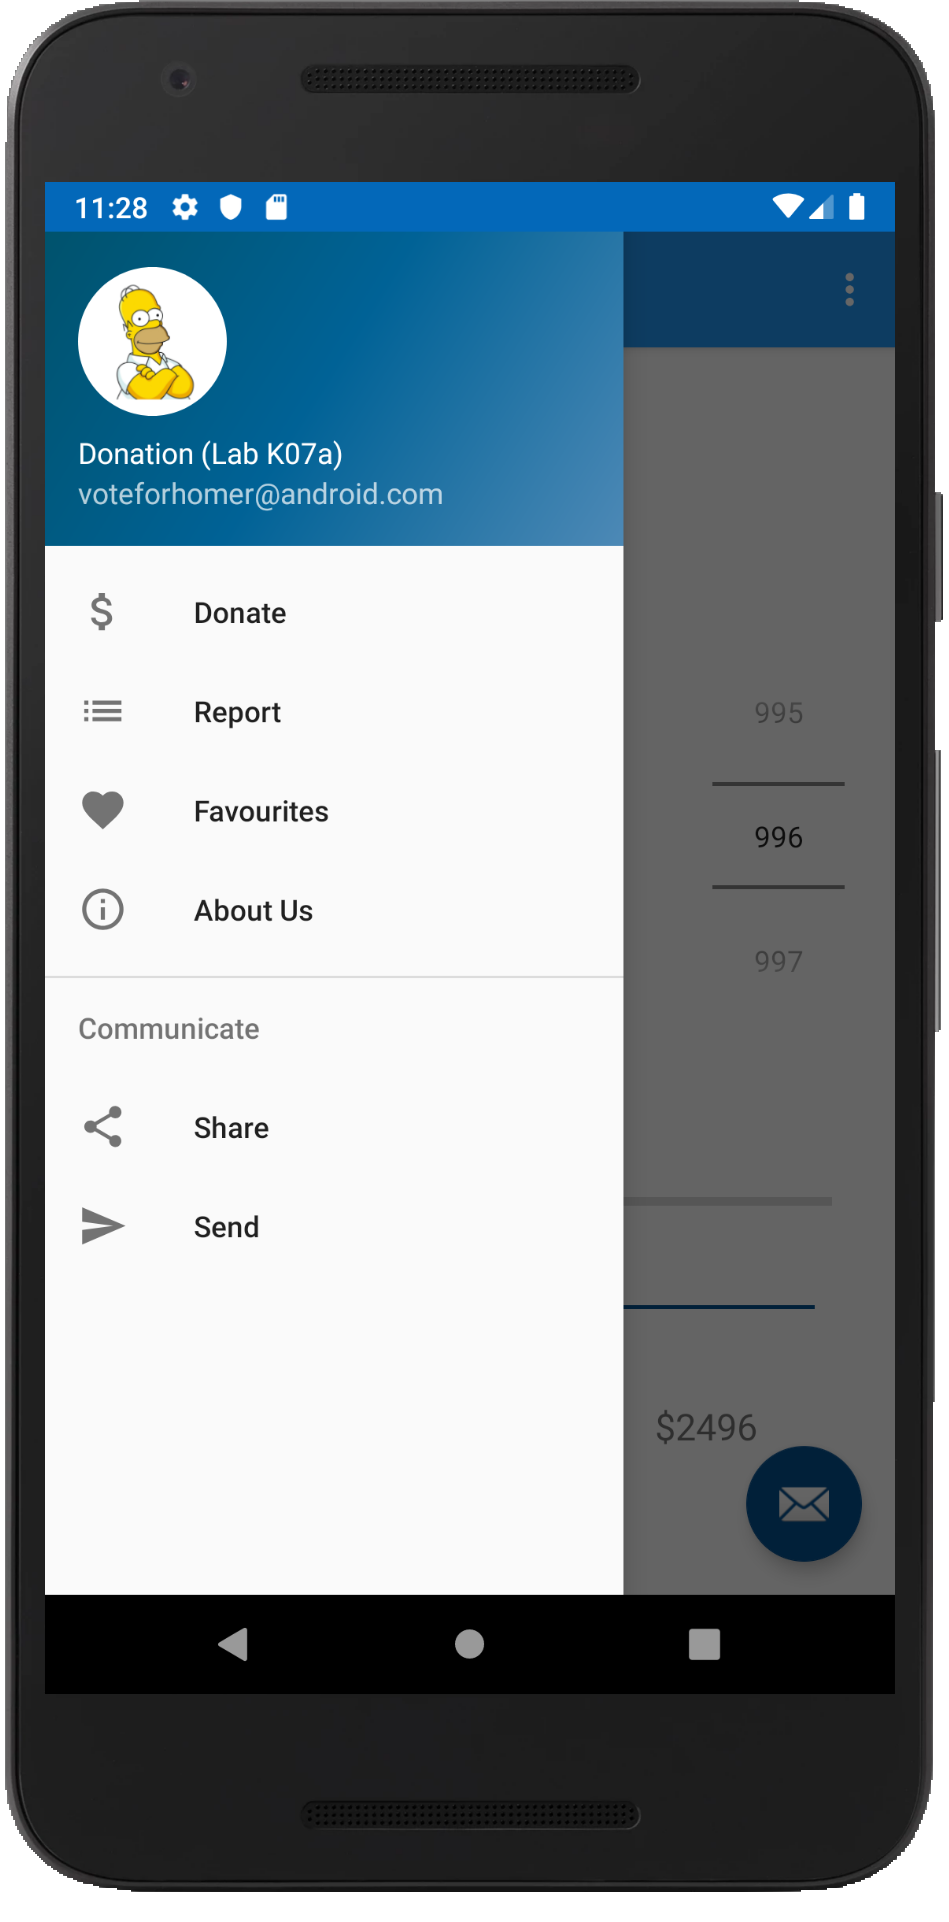 11:28
Donation (Lab K07a)
voteforhomer@android.com
Donate
Report
Favourites
About Us
Communicate
Share
Send
995
996
997
$2496